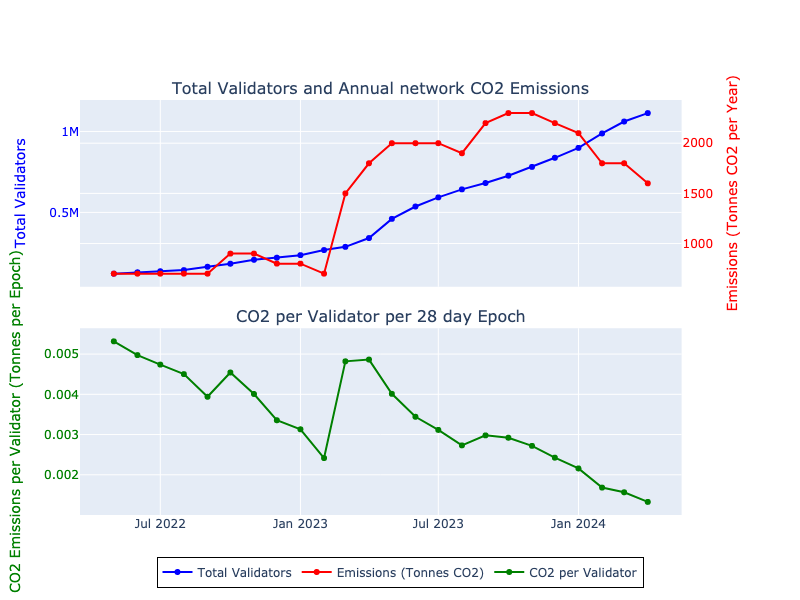 Total Validators and Annual network CO2 Emissions
Total Validators
1M
0.5M
2000
1500
1000
Emissions (Tonnes CO2 per Year)
CO2 per Validator per 28 day Epoch
CO2 Emissions per Validator (Tonnes per Epoch)
0.005
0.004
0.003
0.002
Jul 2022
Jan 2023
Jul 2023
Jan 2024
Total Validators
Emissions (Tonnes CO2)
CO2 per Validator